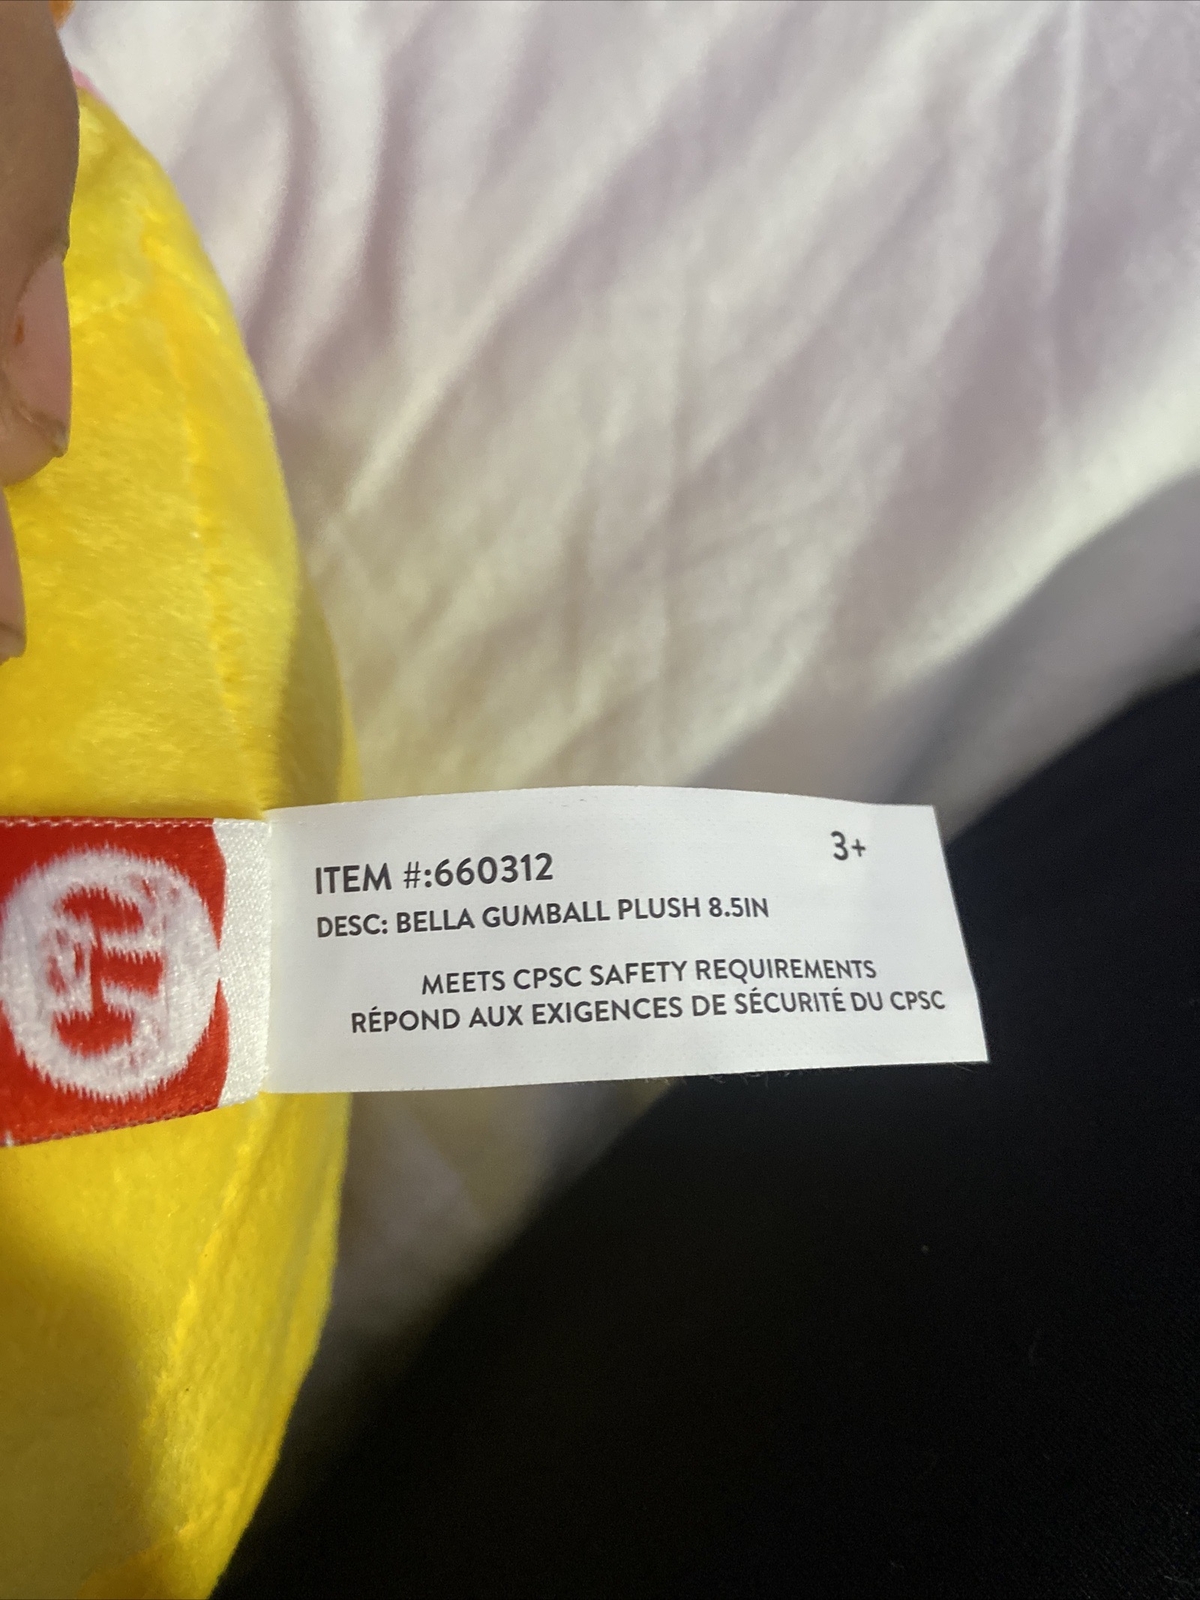 ITEM #:660312
3+
DESC: BELLA GUMBALL PLUSH 8.5IN
MEETS CPSC SAFETY REQUIREMENTS
RÉPOND AUX EXIGENCES DE SÉCURITÉ DU CPSC